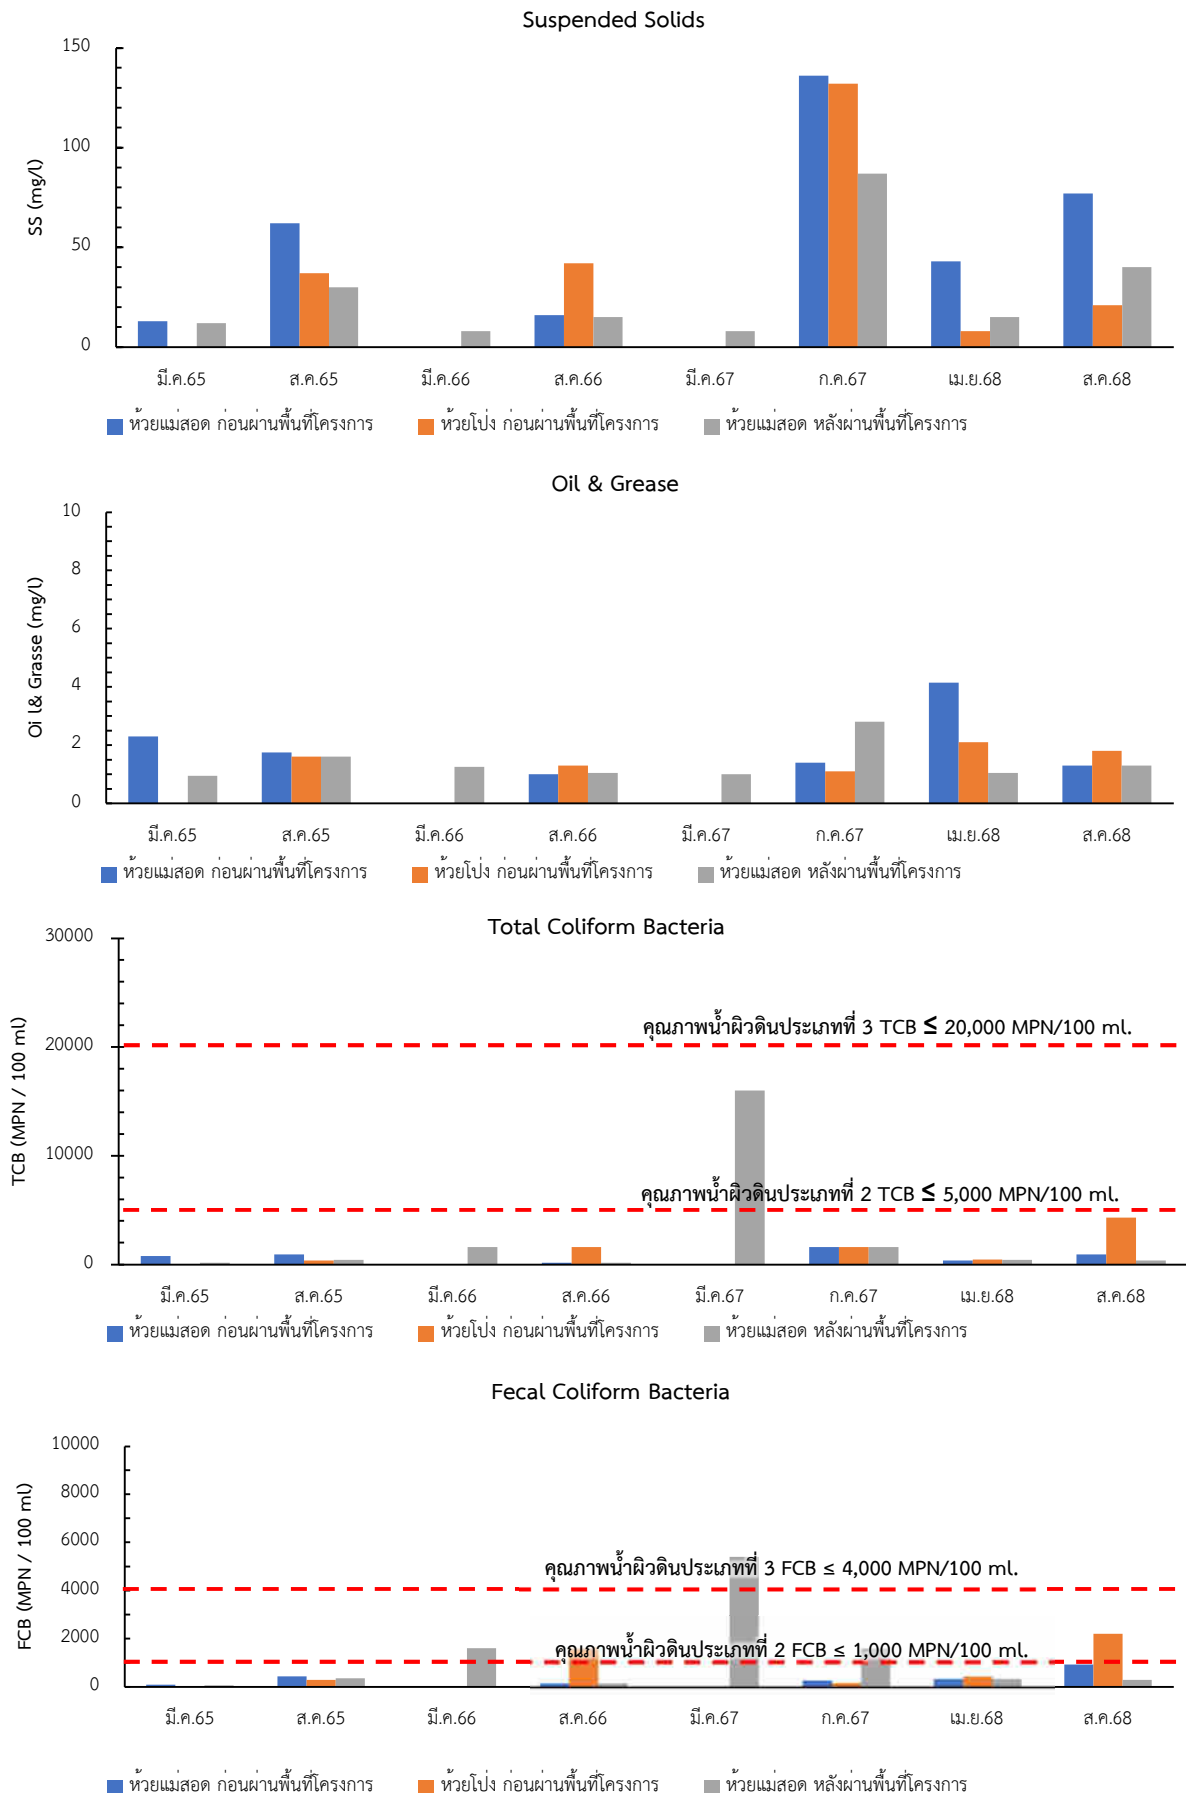 Suspended Solids
150
100
50
0
SS (mg/l)
มี.ค.65 ส.ค.65 มี.ค.66 ส.ค.66 มี.ค.67 ก.ค.67 เม.ย.68 ส.ค.68
ห้วยแม่สอด ก่อนผ่านพื้นที่โครงการ ห้วยโป่ง ก่อนผ่านพื้นที่โครงการ ห้วยแม่สอด หลังผ่านพื้นที่โครงการ
Oil & Grease
10
8
6
4
2
0
Oi l& Grasse (mg/l)
มี.ค.65 ส.ค.65 มี.ค.66 ส.ค.66 มี.ค.67 ก.ค.67 เม.ย.68 ส.ค.68
ห้วยแม่สอด ก่อนผ่านพื้นที่โครงการ ห้วยโป่ง ก่อนผ่านพื้นที่โครงการ ห้วยแม่สอด หลังผ่านพื้นที่โครงการ
Total Coliform Bacteria
30000
คุณภาพน้ำผิวดินประเภทที่ 3 TCB ≤ 20,000 MPN/100 ml.
20000
10000
คุณภาพน้ำผิวดินประเภทที่ 2 TCB ≤ 5,000 MPN/100 ml.
0
TCB (MPN / 100 ml)
มี.ค.65 ส.ค.65 มี.ค.66 ส.ค.66 มี.ค.67 ก.ค.67 เม.ย.68 ส.ค.68
ห้วยแม่สอด ก่อนผ่านพื้นที่โครงการ ห้วยโป่ง ก่อนผ่านพื้นที่โครงการ ห้วยแม่สอด หลังผ่านพื้นที่โครงการ
Fecal Coliform Bacteria
10000
8000
6000
คุณภาพน้ำผิวดินประเภทที่ 3 FCB ≤ 4,000 MPN/100 ml.
4000
2000
คุณภาพน้ำผิวดินประเภทที่ 2 FCB ≤ 1,000 MPN/100 ml.
0
FCB (MPN / 100 ml)
มี.ค.65 ส.ค.65 มี.ค.66 ส.ค.66 มี.ค.67 ก.ค.67 เม.ย.68 ส.ค.68
ห้วยแม่สอด ก่อนผ่านพื้นที่โครงการ ห้วยโป่ง ก่อนผ่านพื้นที่โครงการ ห้วยแม่สอด หลังผ่านพื้นที่โครงการ